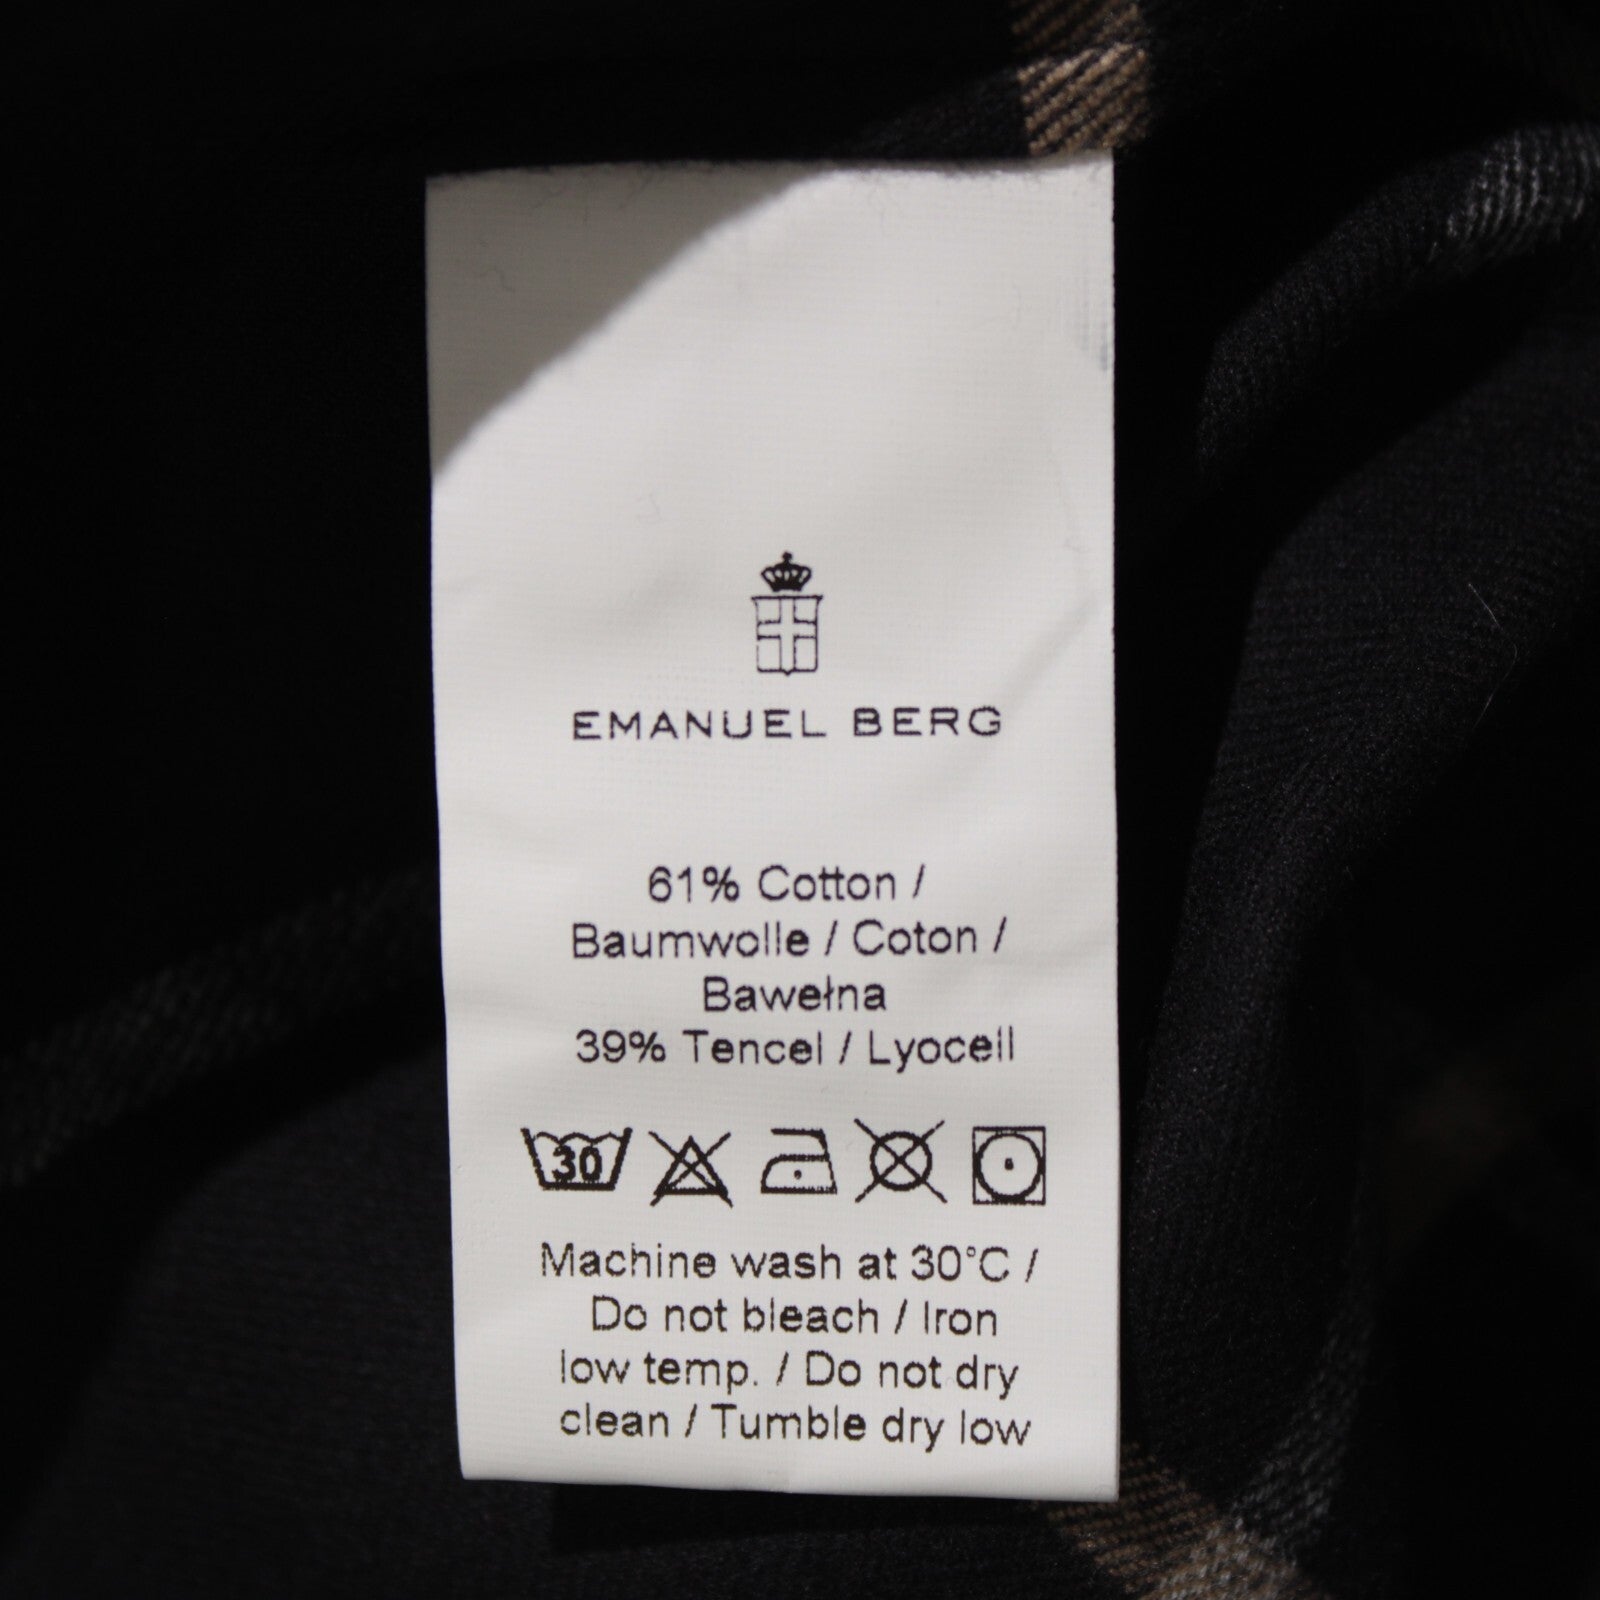 EMANUEL BERG
61% Cotton /
Baumwolle / Coton /
Bawełna
39% Tencel / Lyocell
30
Machine wash at 30°C /
Do not bleach / Iron
low temp. / Do not dry
clean / Tumble dry low